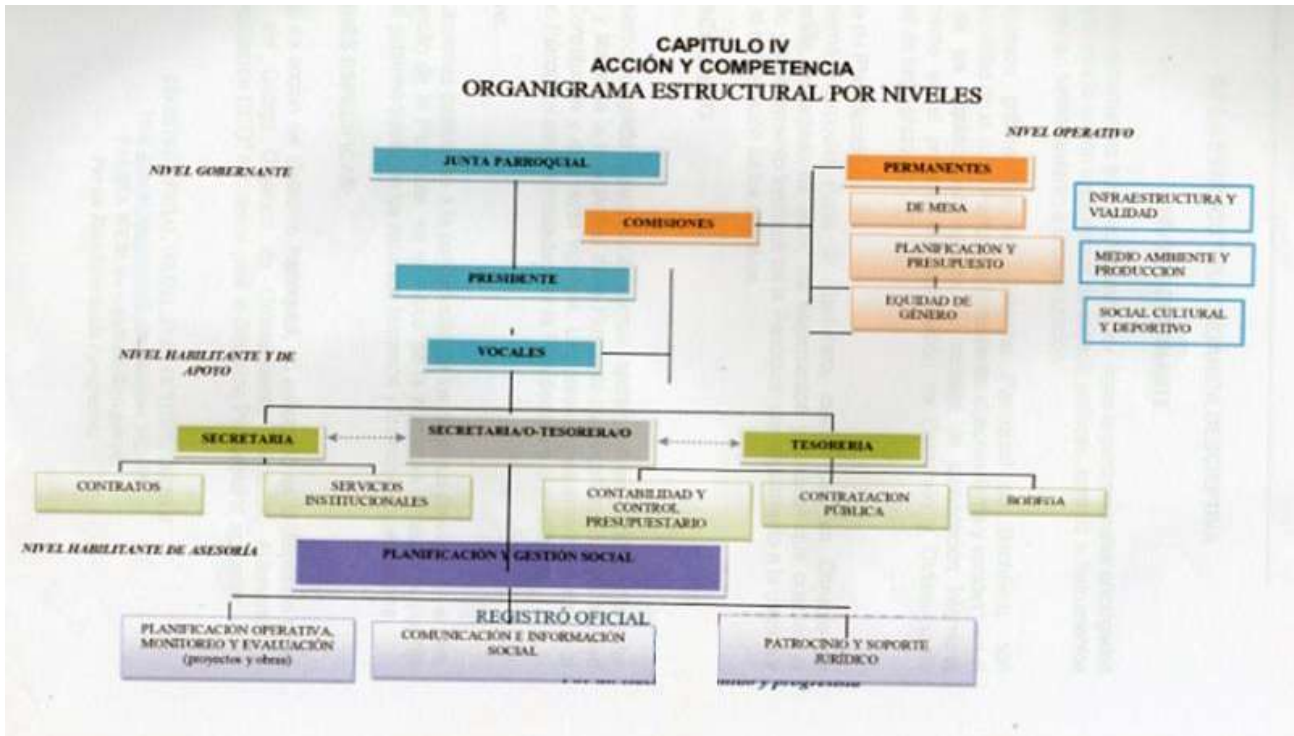 CAPITULO IV
ACCIÓN Y COMPETENCIA
ORGANIGRAMA ESTRUCTURAL POR NIVELES
NIVEL OPERATIVO
NIVEL GOBERNANTE
JUNTA PARROQUIAL
PERMANENTES
COMISIONES
DE MESA
INFRAESTRUCTURA Y
VIALIDAD
PLANIFICACIÓN Y
PRESUPUESTO
MEDIO AMBIENTE Y
PRODUCCION
PRESIDENTE
EQUIDAD DE
GÉNERO
SOCIAL CULTURAL
Y DEPORTIVO
NIVEL HABILITANTE Y DE
APOYO
VOCALES
SECRETARIA
SECRETARIA/O-TESORERA/O
TESORERIA
CONTRATOS
SERVICIOS
INSTITUCIONALES
CONTABILIDAD Y
CONTROL
PRESUPUESTARIO
CONTRATACION
PÚBLICA
BODEGA
NIVEL HABILITANTE DE ASESORÍA
PLANIFICACIÓN Y GESTIÓN SOCIAL
REGISTRÓ OFICIAL
PLANIFICACION OPERATIVA,
MONITOREO Y EVALUACIÓN
(proyectos y obras)
COMUNICACIÓN E INFORMACIÓN
SOCIAL
PATROCINIO Y SOPORTE
JURÍDICO
y progresista